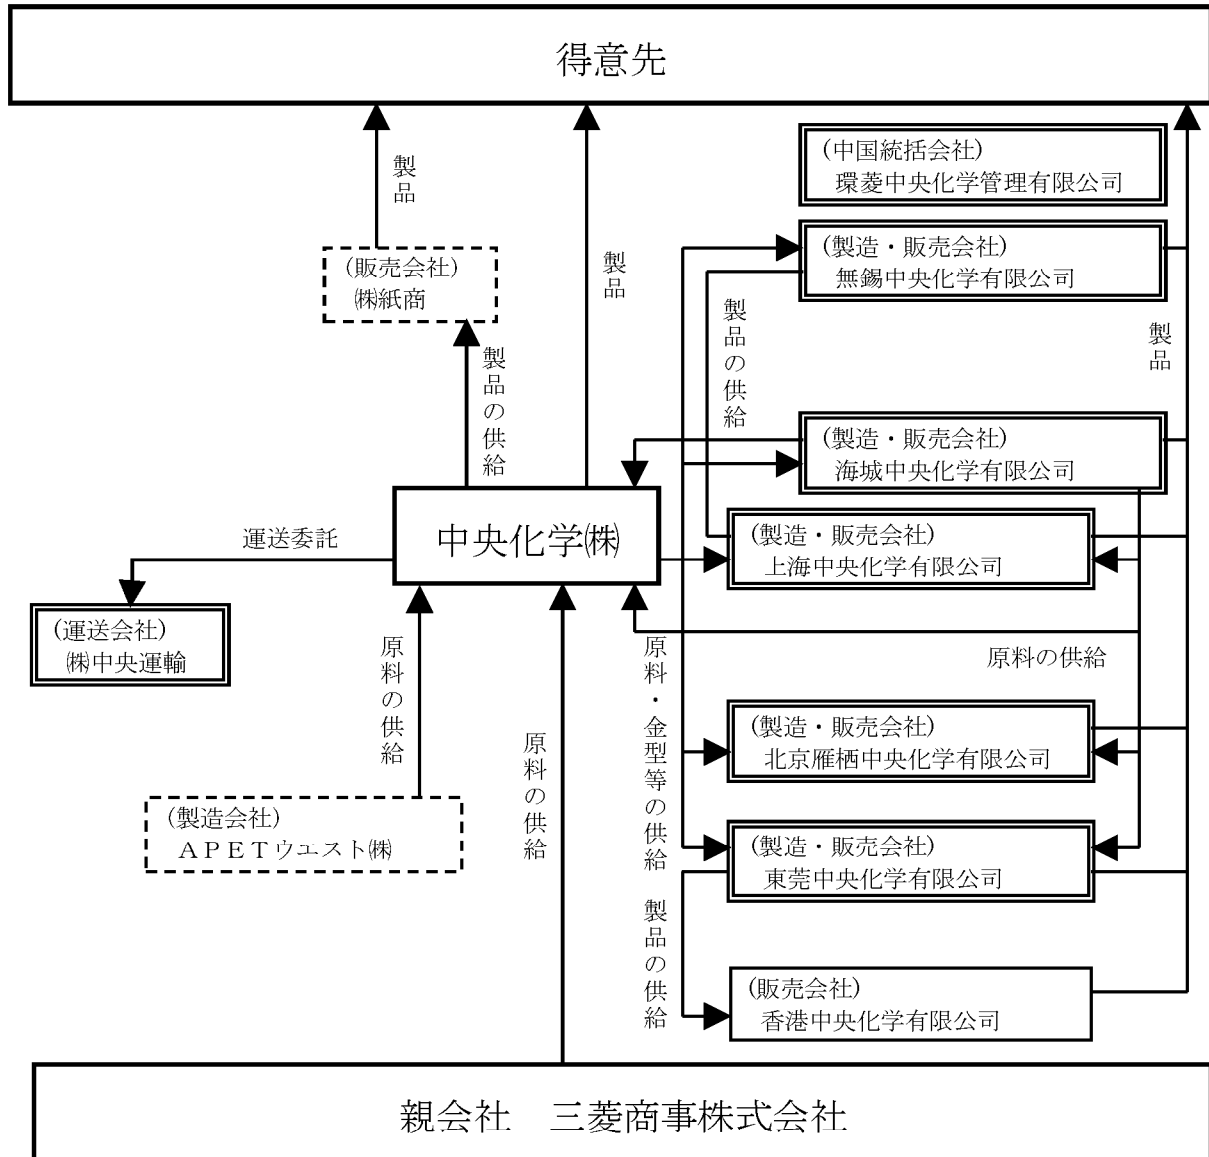 得意先
製品
(販売会社)
㈱紙商
製品の供給
製品
(中国統括会社)
環菱中央化学管理有限公司
(製造・販売会社)
無錫中央化学有限公司
製品の供給
製品
(製造・販売会社)
海城中央化学有限公司
中央化学㈱
運送委託
(運送会社)
㈱中央運輸
(製造・販売会社)
上海中央化学有限公司
原料の供給
原料の供給
原料・金型等の供給
原料の供給
(製造会社)
ＡＰＥＴウエスト㈱
(製造・販売会社)
北京雁栖中央化学有限公司
(製造・販売会社)
東莞中央化学有限公司
製品の供給
(販売会社)
香港中央化学有限公司
親会社　三菱商事株式会社